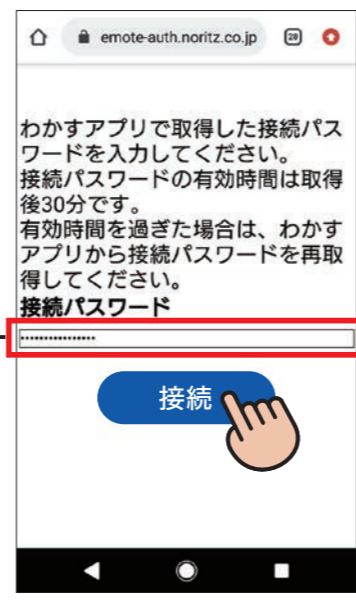 emote-auth.noritz.co.jp
20
わかすアプリで取得した接続パス
ワードを入力してください。
接続パスワードの有効時間は取得
後30分です。
有効時間を過ぎた場合は、わかす
アプリから接続パスワードを再取
得してください。
接続パスワード
••••••••••••••••
接続